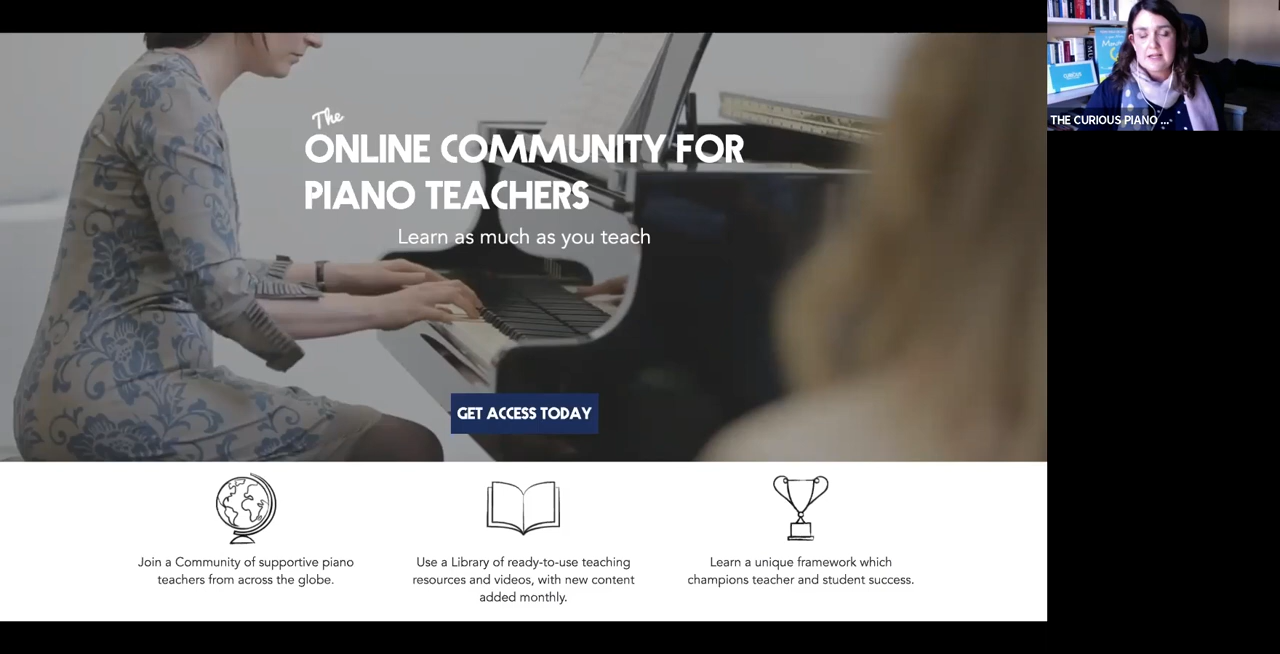 The
ONLINE COMMUNITY FOR
PIANO TEACHERS
Learn as much as you teach
GET ACCESS TODAY
Join a Community of supportive piano
teachers from across the globe.
Use a Library of ready-to-use teaching
resources and videos, with new content
added monthly.
Learn a unique framework which
champions teacher and student success.
CURIOUS
THE CURIOUS PIANO ...